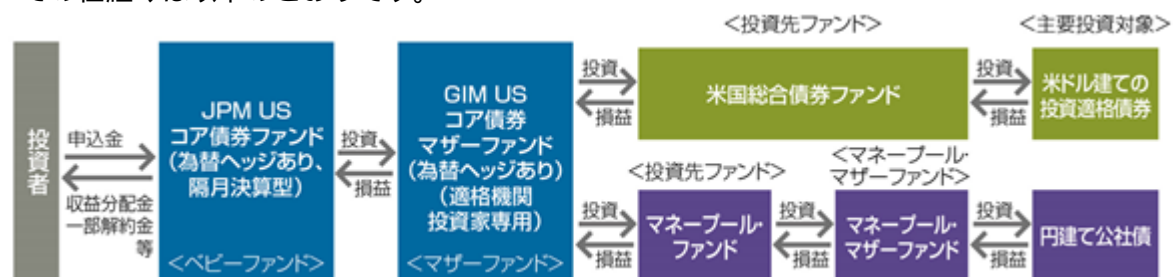 <投資先ファンド>
<主要投資対象>
投資者
申込金
収益分配金
一部解約金
等
JPM US
コア債券ファンド
(為替ヘッジあり、
隔月決算型)
<ベビーファンド>
投資
損益
GIM US
コア債券
マザーファンド
(為替ヘッジあり)
(適格機関
投資家専用)
<マザーファンド>
投資
損益
米国総合債券ファンド
投資
損益
米ドル建ての
投資適格債券
<投資先ファンド>
<マネープール・
マザーファンド>
投資
損益
マネープール・
ファンド
投資
損益
マネープール・
マザーファンド
投資
損益
円建て公社債